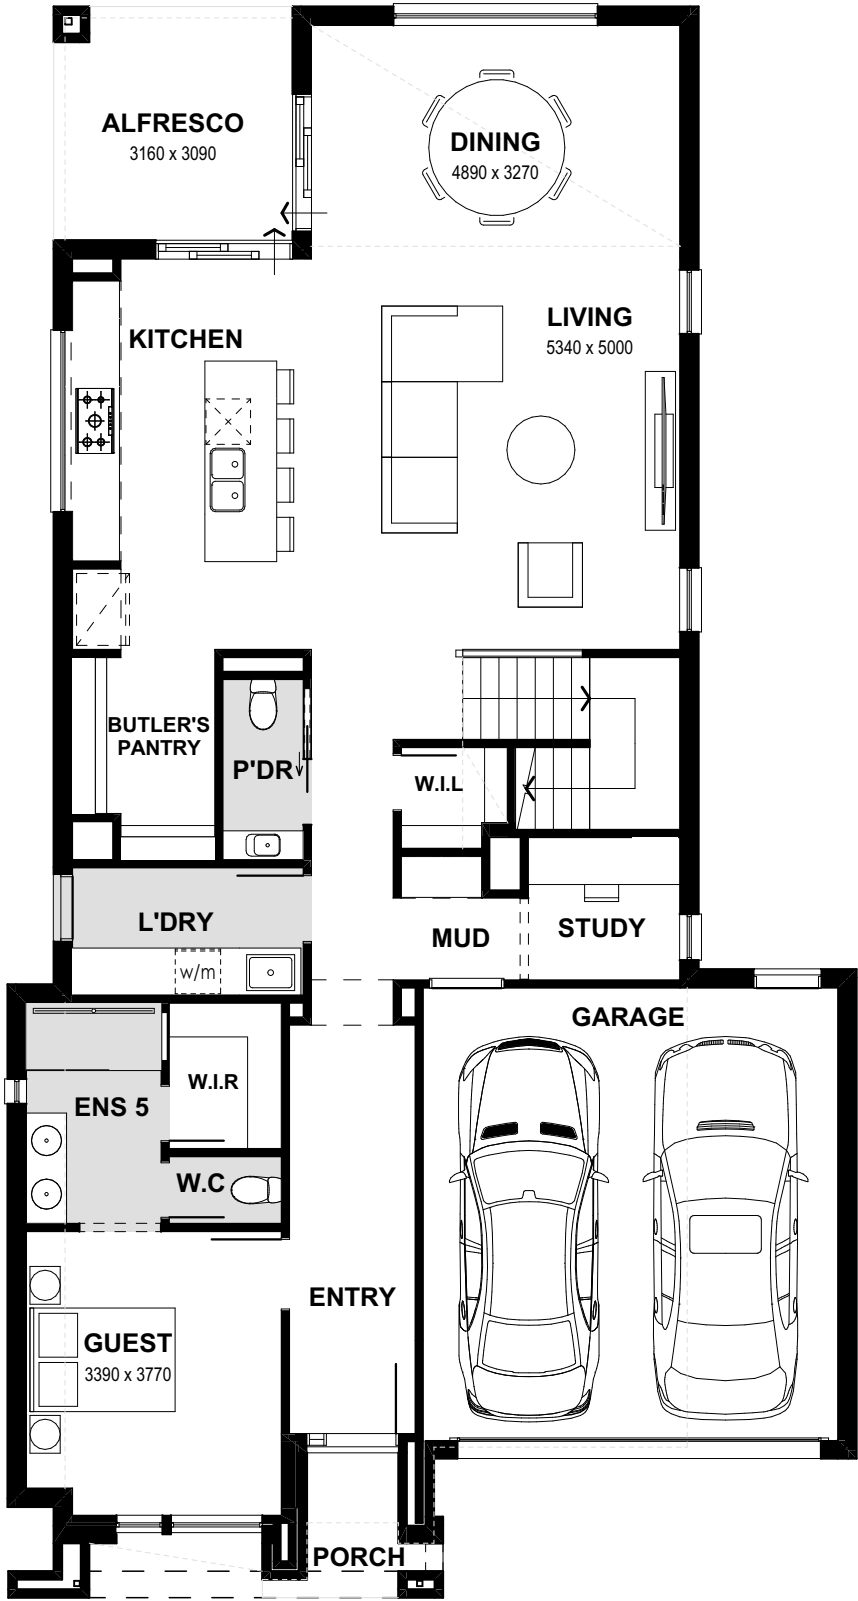 ALFRESCO
3160 x 3090
DINING
4890 x 3270
LIVING
5340 x 5000
KITCHEN
BUTLER'S
PANTRY
P'DR
W.I.L
L'DRY
w/m
MUD
STUDY
GARAGE
W.I.R
ENS 5
W.C
ENTRY
GUEST
3390 x 3770
PORCH